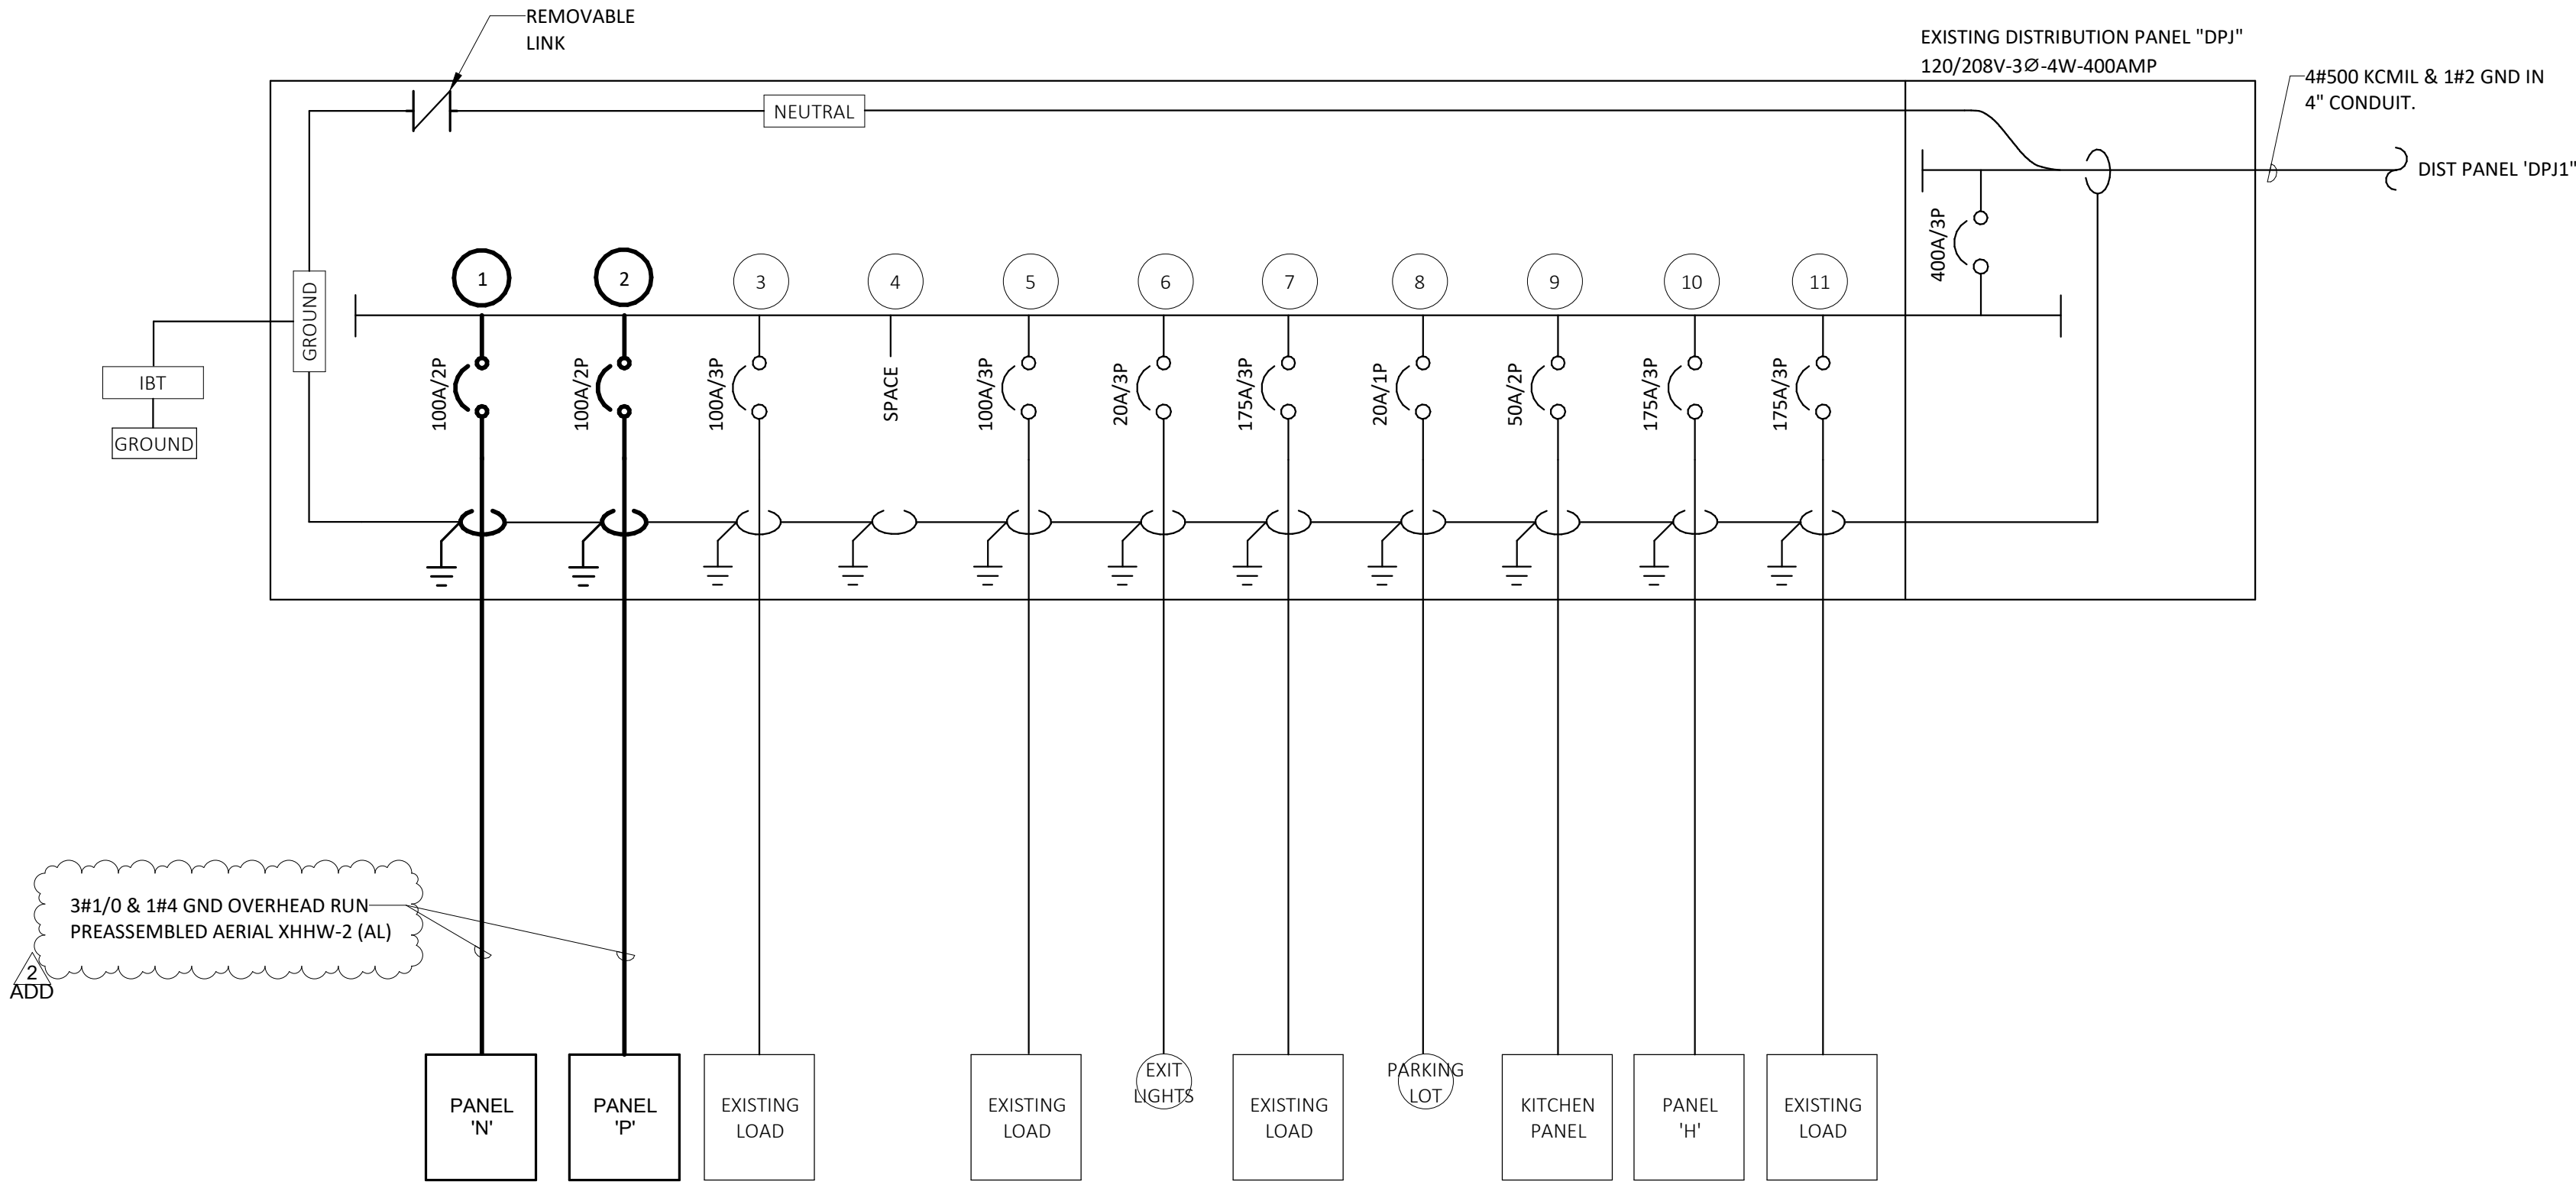 REMOVABLE
LINK
EXISTING DISTRIBUTION PANEL "DPJ"
120/208V-3Ø-4W-400AMP
4#500 KCMIL & 1#2 GND IN
4" CONDUIT.
NEUTRAL
DIST PANEL 'DPJ1"
400A/3P
GROUND
1
2
3
4
5
6
7
8
9
10
11
IBT
GROUND
100A/2P
100A/2P
100A/3P
SPACE
100A/3P
20A/3P
175A/3P
20A/1P
50A/2P
175A/3P
175A/3P
3#1/0 & 1#4 GND OVERHEAD RUN
PREASSEMBLED AERIAL XHHW-2 (AL)
2
ADD
PANEL
'N'
PANEL
'P'
EXISTING
LOAD
EXISTING
LOAD
EXIT
LIGHTS
EXISTING
LOAD
PARKING
LOT
KITCHEN
PANEL
PANEL
'H'
EXISTING
LOAD